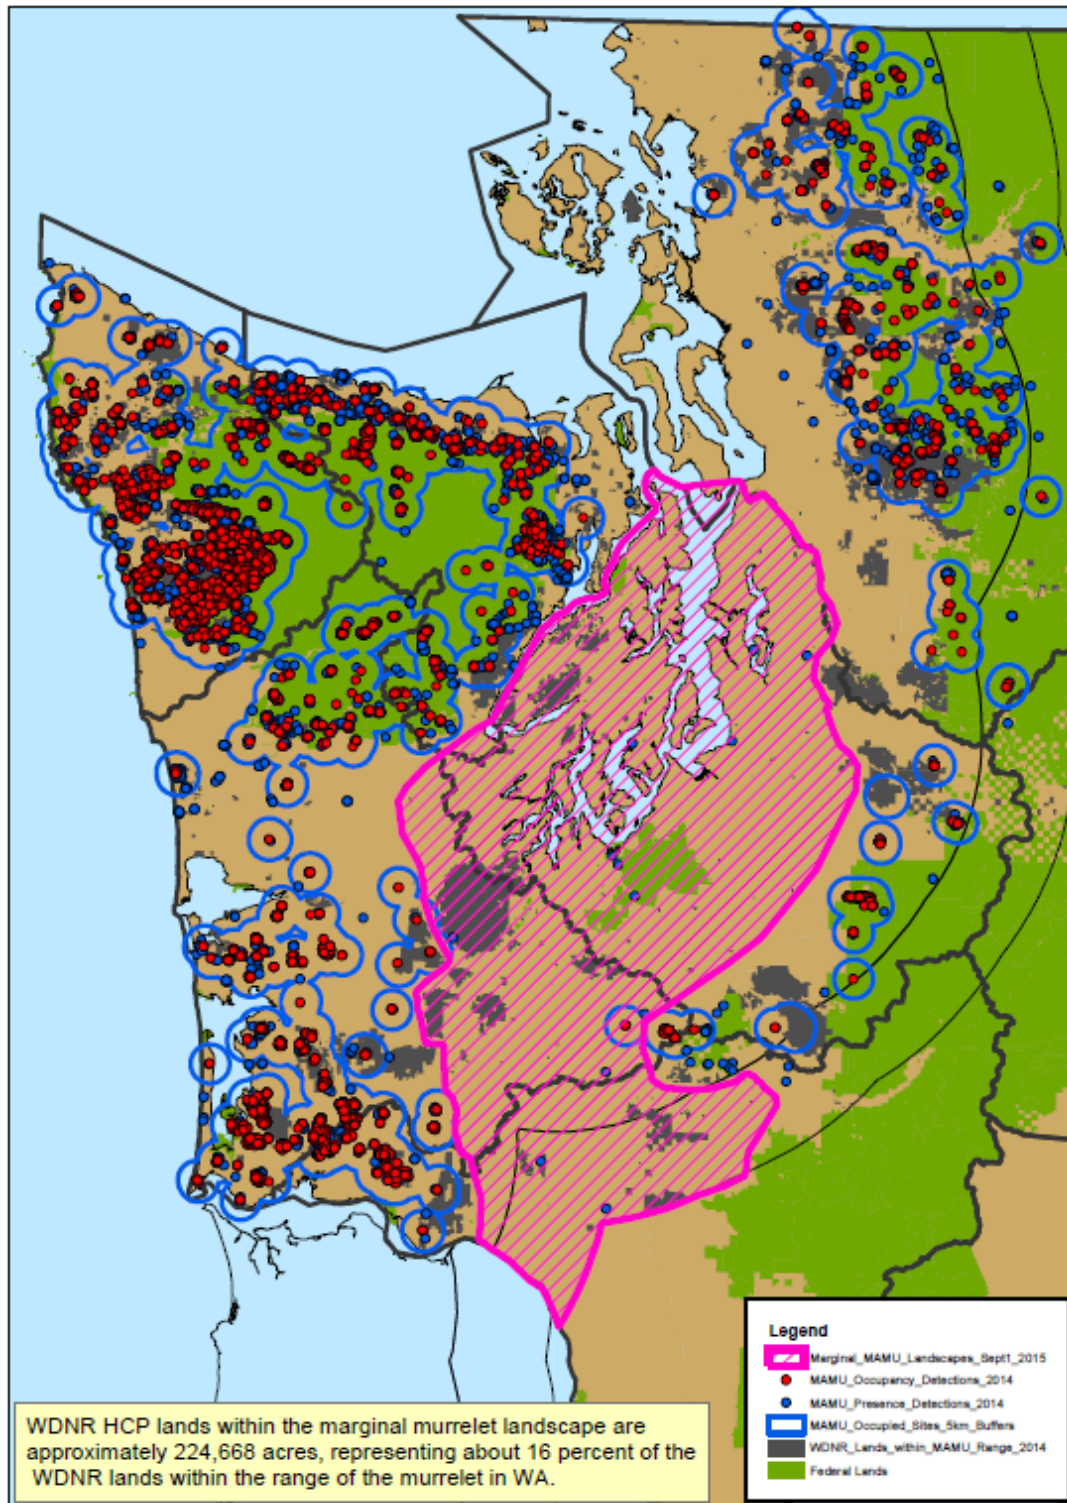 Legend
Marginal_MAMU_Landscapes_Sept1_2015
MAMU_Occupancy_Detections_2014
MAMU_Presence_Detections_2014
MAMU_Occupied_Sites_5km_Buffers
WDNR_Lands_within_MAMU_Range_2014
Federal Lands
WDNR HCP lands within the marginal murrelet landscape are
approximately 224,668 acres, representing about 16 percent of the
WDNR lands within the range of the murrelet in WA.